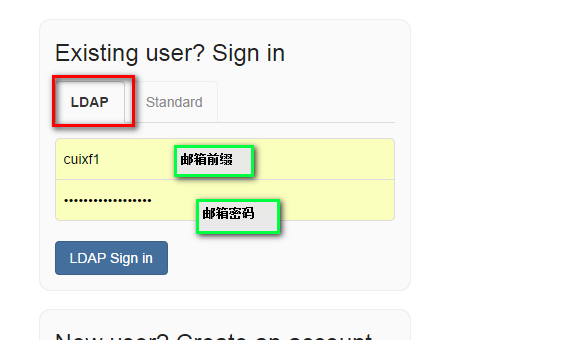 Existing user? Sign in
LDAP Standard
cuixf1 邮箱前缀
••••••••••••••••••
邮箱密码
LDAP Sign in
New user? Create an account